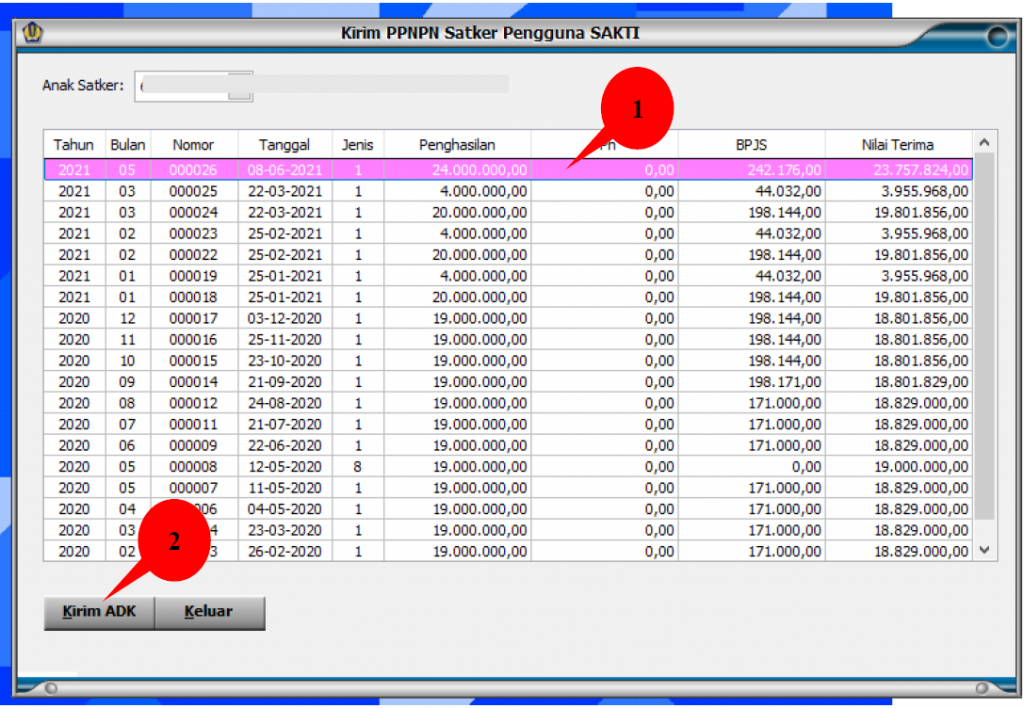 Kirim PPNPN Satker Pengguna SAKTI
Anak Satker:
1
Tahun Bulan Nomor Tanggal Jenis Penghasilan BPJS Nilai Terima
2021 05 000026 08-06-2021 1 24.000.000,00 0,00 242.176,00 23.757.824,00
2021 03 000025 22-03-2021 1 4.000.000,00 0,00 44.032,00 3.955.968,00
2021 03 000024 22-03-2021 1 20.000.000,00 0,00 198.144,00 19.801.856,00
2021 02 000023 25-02-2021 1 4.000.000,00 0,00 44.032,00 3.955.968,00
2021 02 000022 25-02-2021 1 20.000.000,00 0,00 198.144,00 19.801.856,00
2021 01 000019 25-01-2021 1 4.000.000,00 0,00 44.032,00 3.955.968,00
2021 01 000018 25-01-2021 1 20.000.000,00 0,00 198.144,00 19.801.856,00
2020 12 000017 03-12-2020 1 19.000.000,00 0,00 198.144,00 18.801.856,00
2020 11 000016 25-11-2020 1 19.000.000,00 0,00 198.144,00 18.801.856,00
2020 10 000015 23-10-2020 1 19.000.000,00 0,00 198.144,00 18.801.856,00
2020 09 000014 21-09-2020 1 19.000.000,00 0,00 198.171,00 18.801.829,00
2020 08 000012 24-08-2020 1 19.000.000,00 0,00 171.000,00 18.829.000,00
2020 07 000011 21-07-2020 1 19.000.000,00 0,00 171.000,00 18.829.000,00
2020 06 000009 22-06-2020 1 19.000.000,00 0,00 171.000,00 18.829.000,00
2020 05 000008 12-05-2020 8 19.000.000,00 0,00 0,00 19.000.000,00
2020 05 000007 11-05-2020 1 19.000.000,00 0,00 171.000,00 18.829.000,00
2020 04 04-05-2020 1 19.000.000,00 0,00 171.000,00 18.829.000,00
2020 03 23-03-2020 1 19.000.000,00 0,00 171.000,00 18.829.000,00
2020 02 26-02-2020 1 19.000.000,00 0,00 171.000,00 18.829.000,00
2
Kirim ADK Keluar